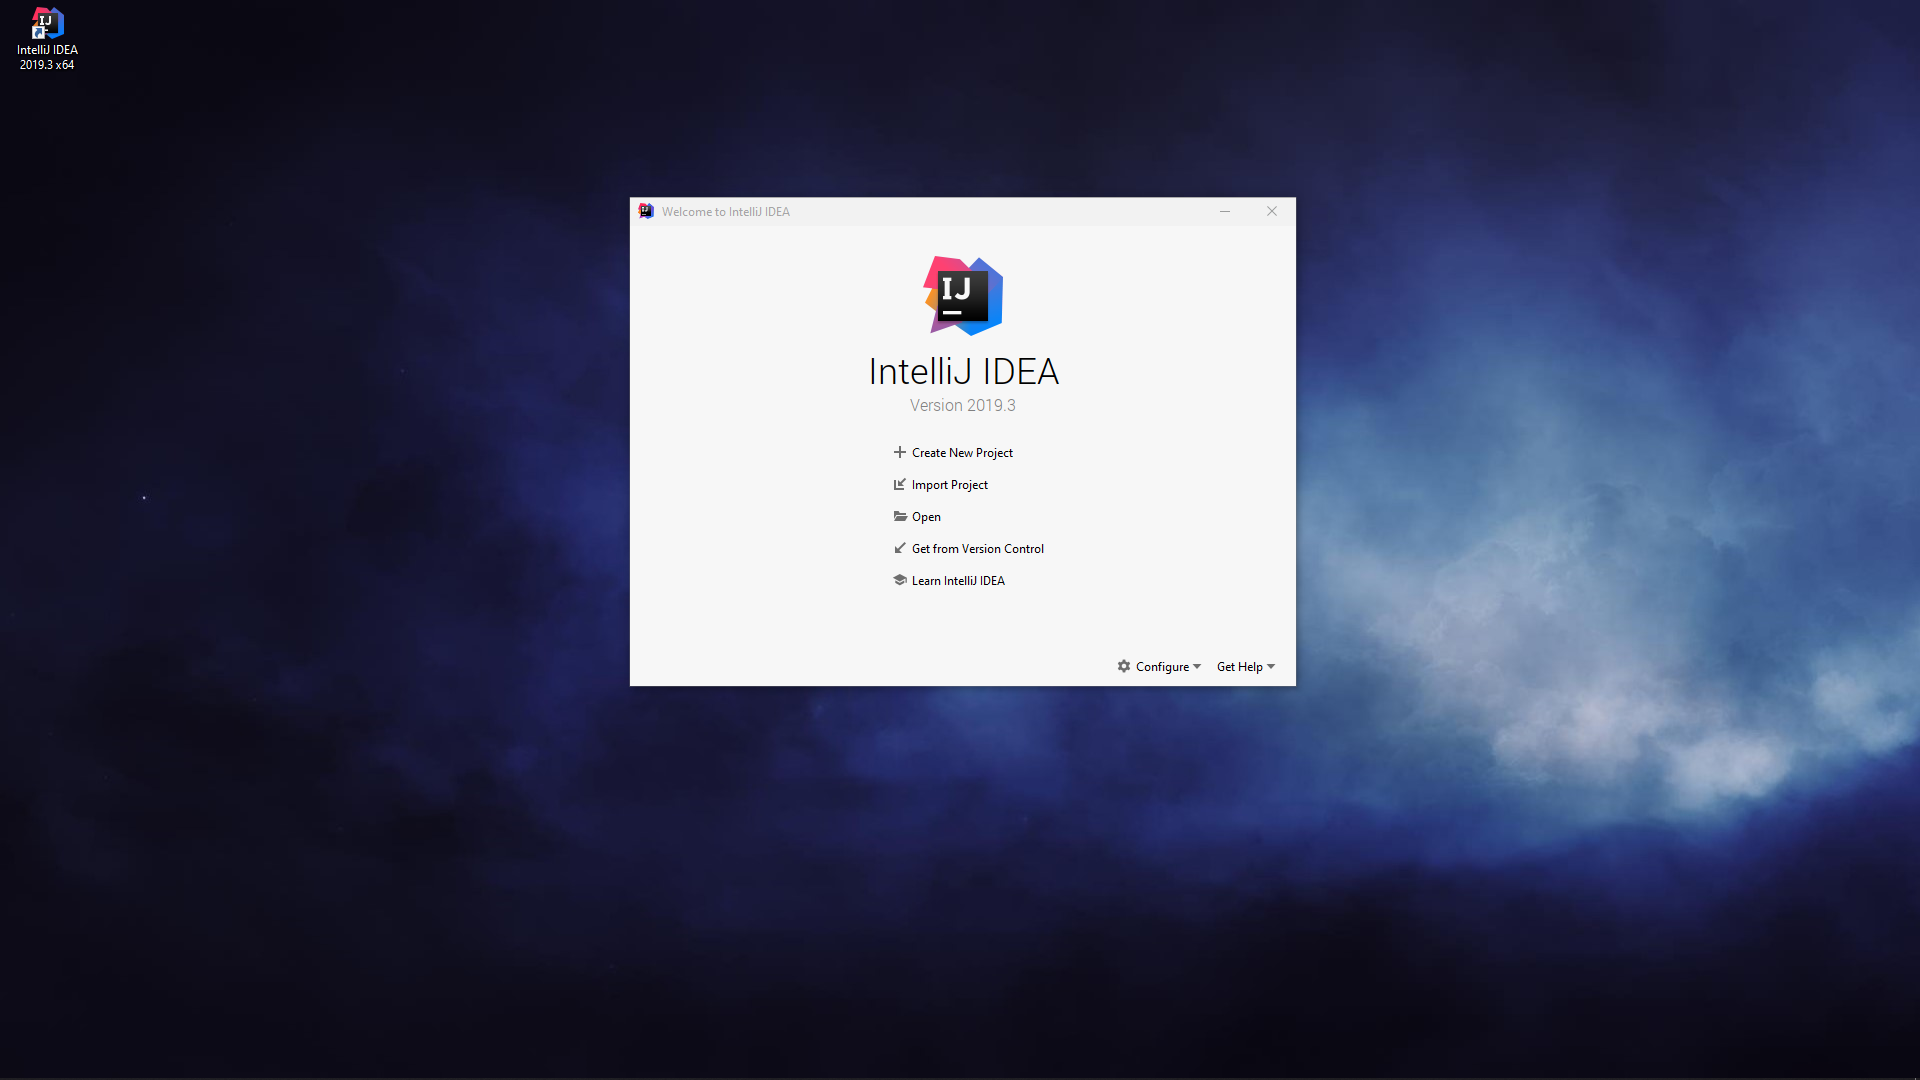 IntelliJ IDEA
2019.3 x64
Welcome to IntelliJ IDEA
IJ
IntelliJ IDEA
Version 2019.3
Create New Project
Import Project
Open
Get from Version Control
Learn IntelliJ IDEA
Configure
Get Help